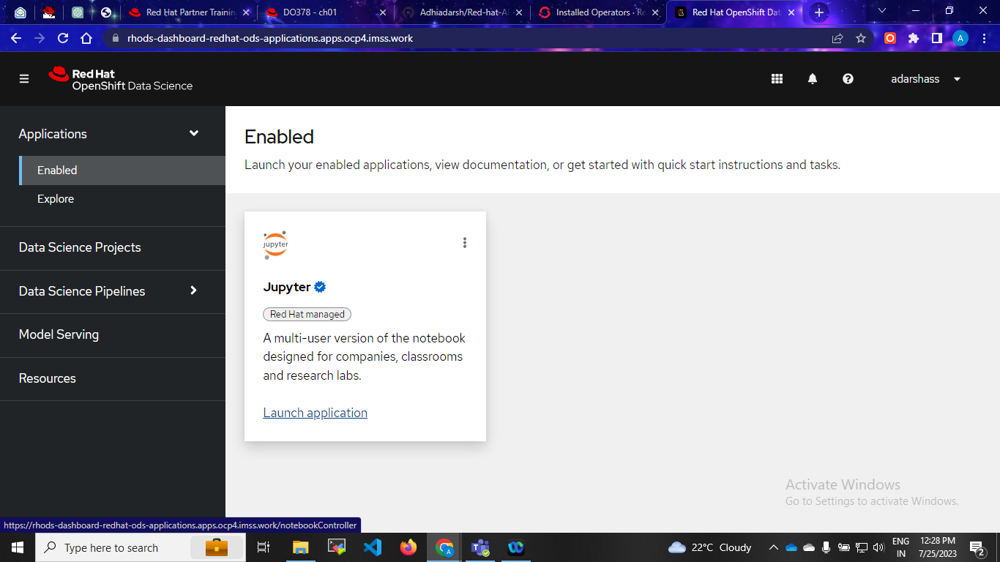 Red Hat Partner Training
DO378 - ch01
Adhiadarsh/Red-hat-A
Installed Operators · Re
Red Hat OpenShift Dat
rhods-dashboard-redhat-ods-applications.apps.ocp4.imss.work
A
Red Hat
OpenShift Data Science
adarshass
Applications
Enabled
Explore
Data Science Projects
Data Science Pipelines
Model Serving
Resources
Enabled
Launch your enabled applications, view documentation, or get started with quick start instructions and tasks.
jupyter
Jupyter
Red Hat managed
A multi-user version of the notebook
designed for companies, classrooms
and research labs.
Launch application
Activate Windows
Go to Settings to activate Windows.
https://rhods-dashboard-redhat-ods-applications.apps.ocp4.imss.work/notebookController
Type here to search
A
22°C Cloudy
ENG
IN
12:28 PM
7/25/2023
2